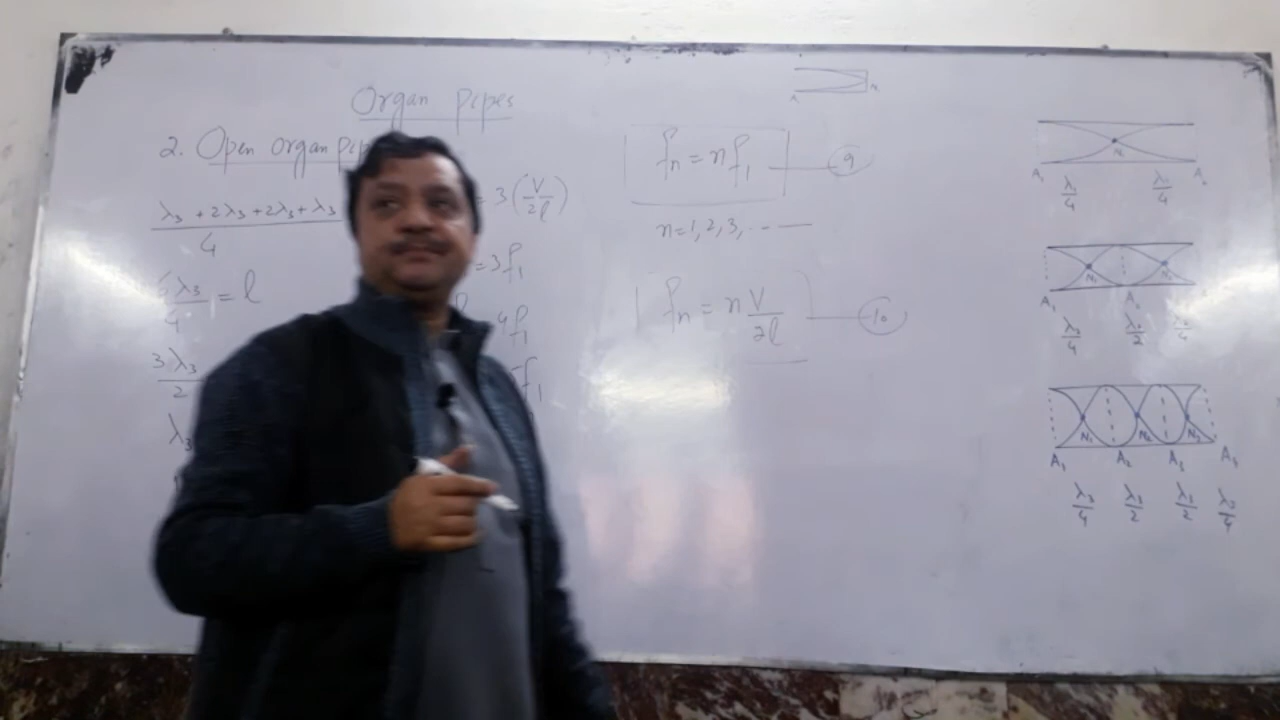 Organ pipes
2. Open organ pip
λ₃ + 2λ₃ + 2λ₃ + λ₃
4
λ₃ = l
4
3λ₃
2
λ₃
= 3 (V/2l)
= 3f₁
4f₁
f₁
fₙ = nf₁ — 9
n = 1, 2, 3, - - —
fₙ = n V/2l — 10
A N₁
N₁
A₁
λ₁/4 λ₁/4
N₁ N₂
A₁ A₂
λ₂/4 λ₂/2
N₁ N₂ N₃
A₁ A₂ A₃ A₄
λ₃/4 λ₃/2 λ₃/2 λ₃/4